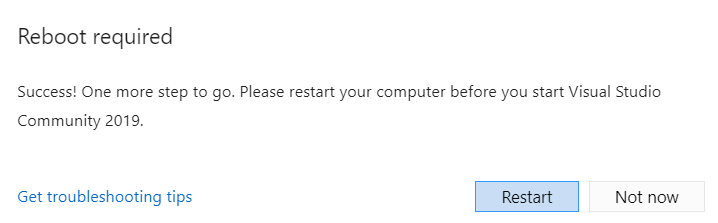 Reboot required
Success! One more step to go. Please restart your computer before you start Visual Studio
Community 2019.
Get troubleshooting tips
Restart
Not now